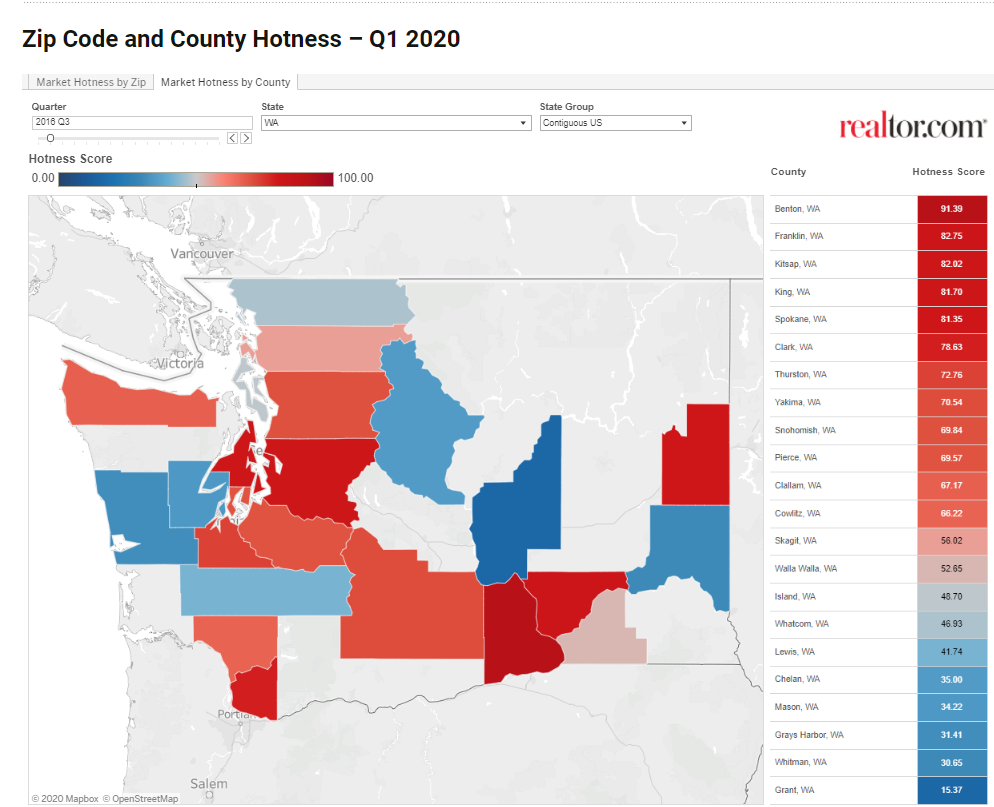 Zip Code and County Hotness – Q1 2020
Market Hotness by Zip
Market Hotness by County
Quarter
State
State Group
2016 Q3
WA
Contiguous US
realtor.com®
Hotness Score
0.00
100.00
County
Hotness Score
Benton, WA 91.39
Franklin, WA 82.75
Kitsap, WA 82.02
King, WA 81.70
Spokane, WA 81.35
Clark, WA 78.63
Thurston, WA 72.76
Yakima, WA 70.54
Snohomish, WA 69.84
Pierce, WA 69.57
Clallam, WA 67.17
Cowlitz, WA 66.22
Skagit, WA 56.02
Walla Walla, WA 52.65
Island, WA 48.70
Whatcom, WA 46.93
Lewis, WA 41.74
Chelan, WA 35.00
Mason, WA 34.22
Grays Harbor, WA 31.41
Whitman, WA 30.65
Grant, WA 15.37
Vancouver
Victoria
Salem
© 2020 Mapbox © OpenStreetMap